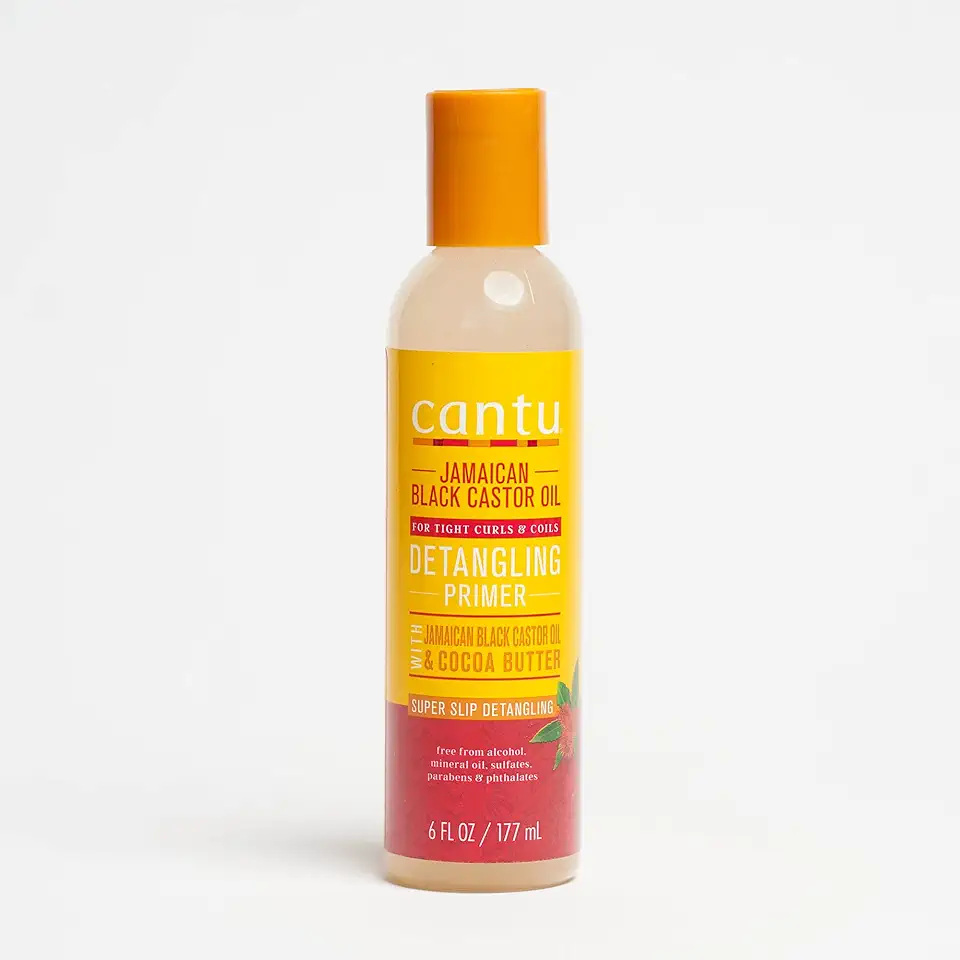 cantu
JAMAICAN
BLACK CASTOR OIL
FOR TIGHT CURLS & COILS
DETANGLING
PRIMER
WITH
JAMAICAN BLACK CASTOR OIL
& COCOA BUTTER
SUPER SLIP DETANGLING
free from alcohol,
mineral oil, sulfates,
parabens & phthalates
6 FL OZ / 177 mL